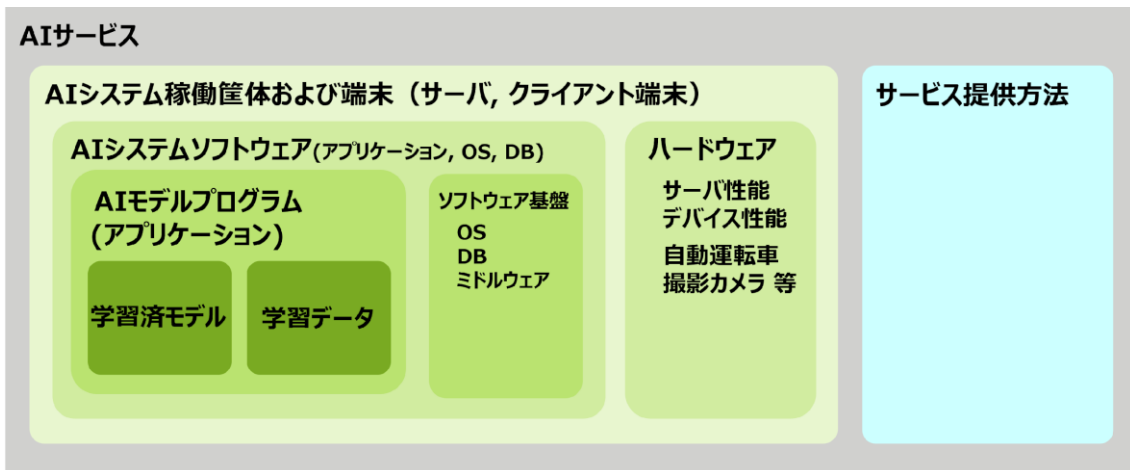 AIサービス
AIシステム稼働筐体および端末（サーバ, クライアント端末）
AIシステムソフトウェア(アプリケーション, OS, DB)
AIモデルプログラム
(アプリケーション)
学習済モデル
学習データ
ソフトウェア基盤
OS
DB
ミドルウェア
ハードウェア
サーバ性能
デバイス性能
自動運転車
撮影カメラ 等
サービス提供方法